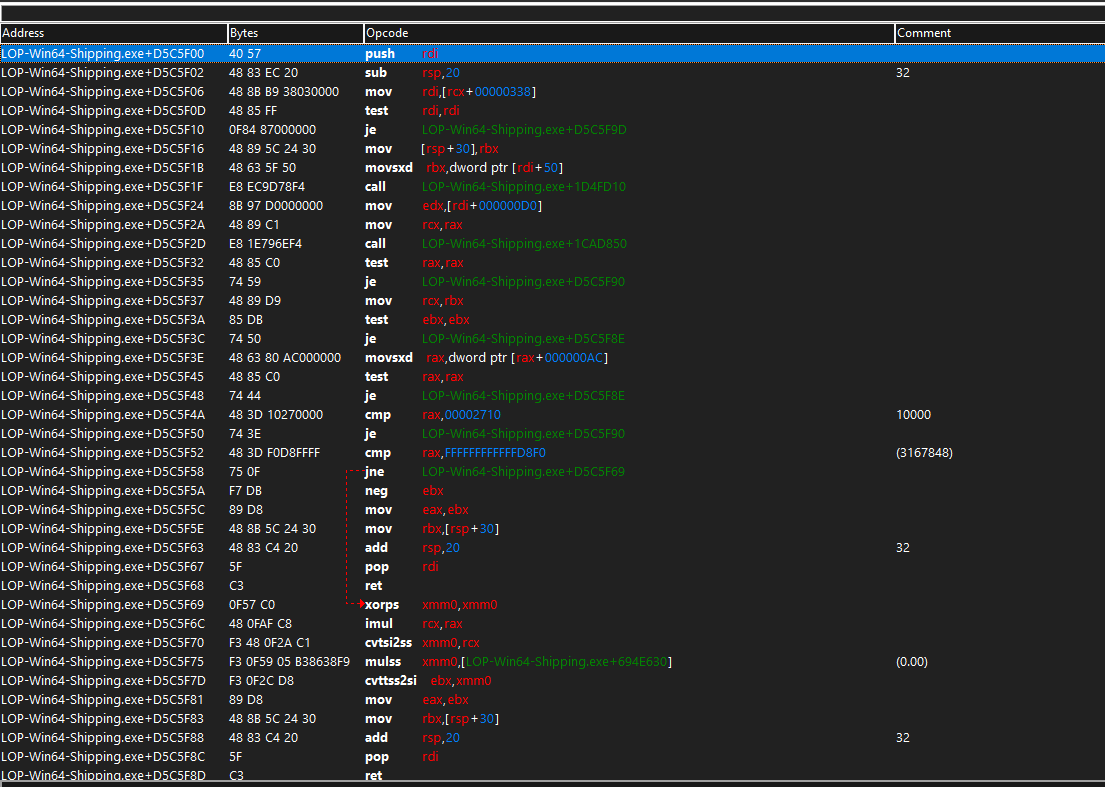 Address Bytes Opcode Comment
LOP-Win64-Shipping.exe+D5C5F00 40 57 push rdi
LOP-Win64-Shipping.exe+D5C5F02 48 83 EC 20 sub rsp,20 32
LOP-Win64-Shipping.exe+D5C5F06 48 8B B9 38030000 mov rdi,[rcx+00000338]
LOP-Win64-Shipping.exe+D5C5F0D 48 85 FF test rdi,rdi
LOP-Win64-Shipping.exe+D5C5F10 0F84 87000000 je LOP-Win64-Shipping.exe+D5C5F9D
LOP-Win64-Shipping.exe+D5C5F16 48 89 5C 24 30 mov [rsp+30],rbx
LOP-Win64-Shipping.exe+D5C5F1B 48 63 5F 50 movsxd rbx,dword ptr [rdi+50]
LOP-Win64-Shipping.exe+D5C5F1F E8 EC9D78F4 call LOP-Win64-Shipping.exe+1D4FD10
LOP-Win64-Shipping.exe+D5C5F24 8B 97 D0000000 mov edx,[rdi+000000D0]
LOP-Win64-Shipping.exe+D5C5F2A 48 89 C1 mov rcx,rax
LOP-Win64-Shipping.exe+D5C5F2D E8 1E796EF4 call LOP-Win64-Shipping.exe+1CAD850
LOP-Win64-Shipping.exe+D5C5F32 48 85 C0 test rax,rax
LOP-Win64-Shipping.exe+D5C5F35 74 59 je LOP-Win64-Shipping.exe+D5C5F90
LOP-Win64-Shipping.exe+D5C5F37 48 89 D9 mov rcx,rbx
LOP-Win64-Shipping.exe+D5C5F3A 85 DB test ebx,ebx
LOP-Win64-Shipping.exe+D5C5F3C 74 50 je LOP-Win64-Shipping.exe+D5C5F8E
LOP-Win64-Shipping.exe+D5C5F3E 48 63 80 AC000000 movsxd rax,dword ptr [rax+000000AC]
LOP-Win64-Shipping.exe+D5C5F45 48 85 C0 test rax,rax
LOP-Win64-Shipping.exe+D5C5F48 74 44 je LOP-Win64-Shipping.exe+D5C5F8E
LOP-Win64-Shipping.exe+D5C5F4A 48 3D 10270000 cmp rax,00002710 10000
LOP-Win64-Shipping.exe+D5C5F50 74 3E je LOP-Win64-Shipping.exe+D5C5F90
LOP-Win64-Shipping.exe+D5C5F52 48 3D F0D8FFFF cmp rax,FFFFFFFFFFFFD8F0 (3167848)
LOP-Win64-Shipping.exe+D5C5F58 75 0F jne LOP-Win64-Shipping.exe+D5C5F69
LOP-Win64-Shipping.exe+D5C5F5A F7 DB neg ebx
LOP-Win64-Shipping.exe+D5C5F5C 89 D8 mov eax,ebx
LOP-Win64-Shipping.exe+D5C5F5E 48 8B 5C 24 30 mov rbx,[rsp+30]
LOP-Win64-Shipping.exe+D5C5F63 48 83 C4 20 add rsp,20 32
LOP-Win64-Shipping.exe+D5C5F67 5F pop rdi
LOP-Win64-Shipping.exe+D5C5F68 C3 ret
LOP-Win64-Shipping.exe+D5C5F69 0F57 C0 xorps xmm0,xmm0
LOP-Win64-Shipping.exe+D5C5F6C 48 0FAF C8 imul rcx,rax
LOP-Win64-Shipping.exe+D5C5F70 F3 48 0F2A C1 cvtsi2ss xmm0,rcx
LOP-Win64-Shipping.exe+D5C5F75 F3 0F59 05 B38638F9 mulss xmm0,[LOP-Win64-Shipping.exe+694E630] (0.00)
LOP-Win64-Shipping.exe+D5C5F7D F3 0F2C D8 cvttss2si ebx,xmm0
LOP-Win64-Shipping.exe+D5C5F81 89 D8 mov eax,ebx
LOP-Win64-Shipping.exe+D5C5F83 48 8B 5C 24 30 mov rbx,[rsp+30]
LOP-Win64-Shipping.exe+D5C5F88 48 83 C4 20 add rsp,20 32
LOP-Win64-Shipping.exe+D5C5F8C 5F pop rdi
LOP-Win64-Shipping.exe+D5C5F8D C3 ret